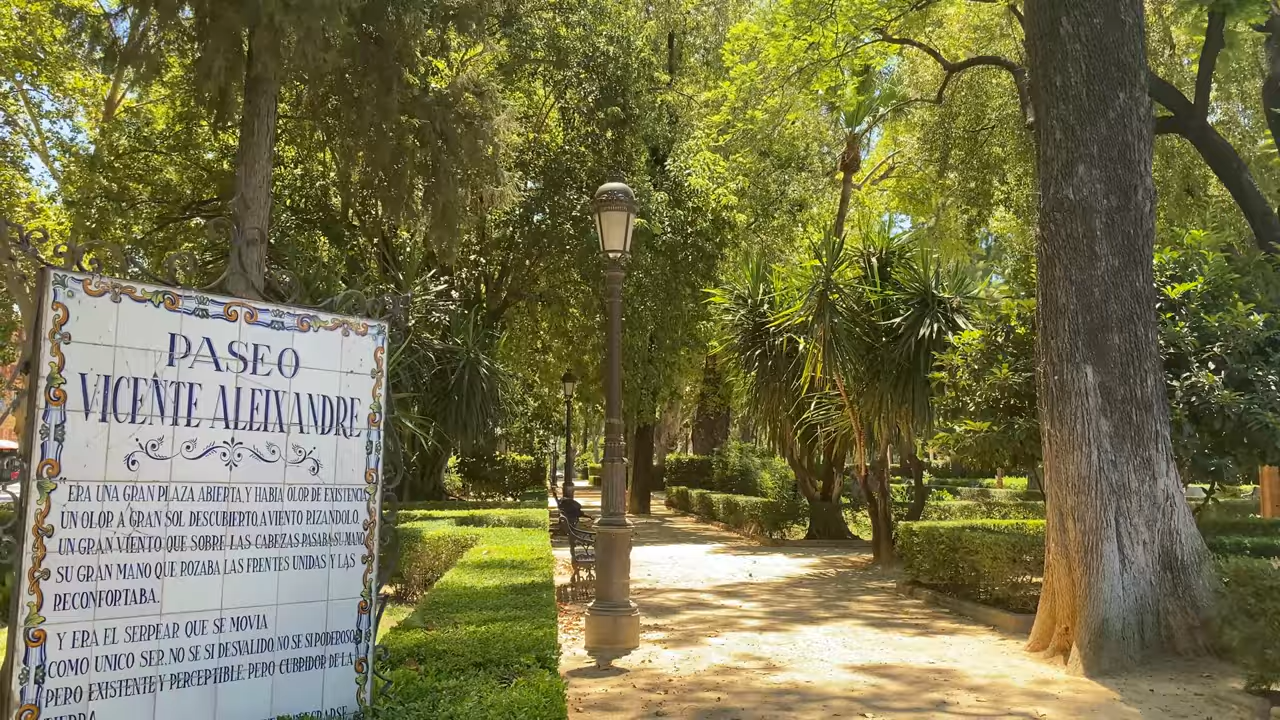 PASEO
VICENTE ALEIXANDRE
"ERA UNA GRAN PLAZA ABIERTA, Y HABIA OLOR DE EXISTENCIA
UN OLOR A GRAN SOL DESCUBIERTO, A VIENTO RIZANDOLO,
UN GRAN VIENTO QUE SOBRE LAS CABEZAS PASABA SU MANO,
SU GRAN MANO QUE ROZABA LAS FRENTES UNIDAS Y LAS
RECONFORTABA.
Y ERA EL SERPEAR QUE SE MOVIA
COMO UNICO SER, NO SE SI DESVALIDO, NO SE SI PODEROSO,
PERO EXISTENTE Y PERCEPTIBLE, PERO CUBRIDOR DE LA
TIERRA